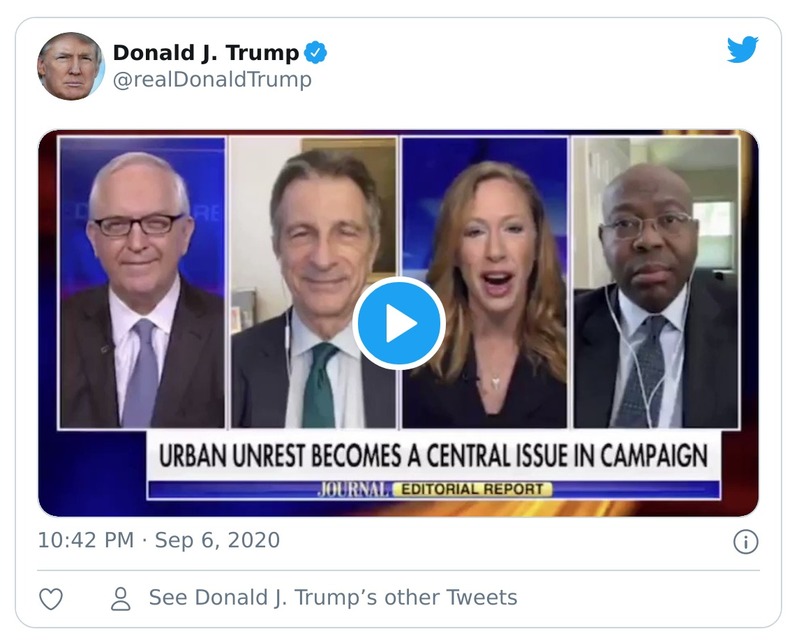 Donald J. Trump
@realDonaldTrump
URBAN UNREST BECOMES A CENTRAL ISSUE IN CAMPAIGN
JOURNAL EDITORIAL REPORT
10:42 PM · Sep 6, 2020
See Donald J. Trump’s other Tweets